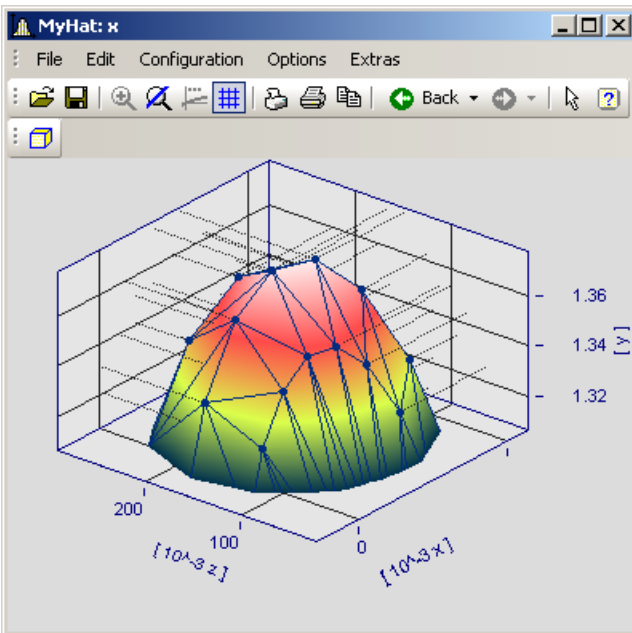 MyHat: x
File Edit Configuration Options Extras
Back
1.36
1.34
[ y ]
1.32
200
100
0
[ 10^-3 z ]
[ 10^-3 x ]